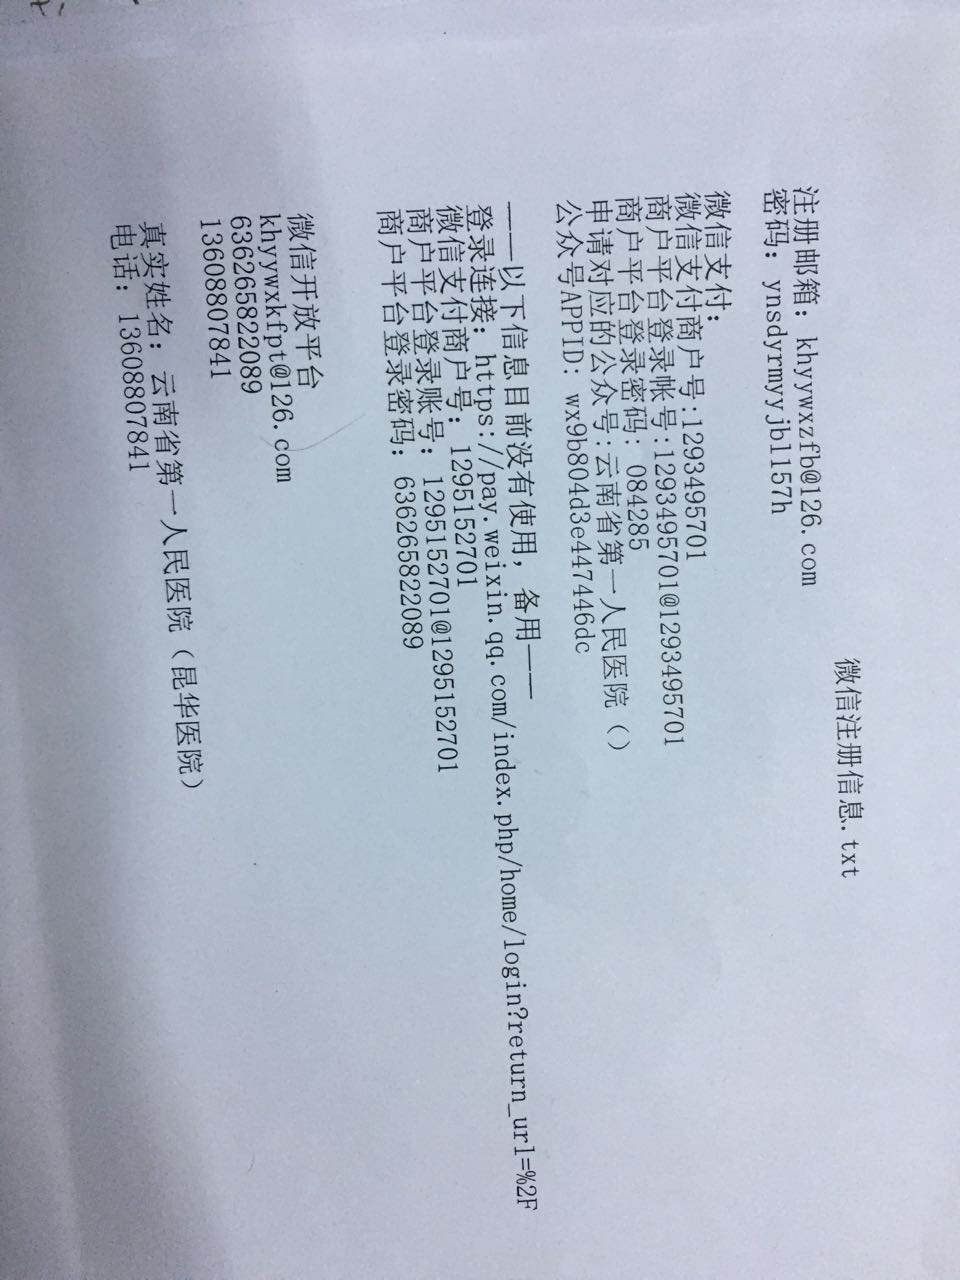 微信注册信息.txt
注册邮箱：khyywxzfb@126.com
密码：ynsdyrmyyjb1157h
微信支付：
微信支付商户号:1293495701
商户平台登录帐号:1293495701@1293495701
商户平台登录密码: 084285
申请对应的公众号:云南省第一人民医院（）
公众号APPID: wx9b804d3e447446dc
——以下信息目前没有使用，备用——
登录连接：https://pay.weixin.qq.com/index.php/home/login?return_url=%2F
微信支付商户号：1295152701
商户平台登录账号：1295152701@1295152701
商户平台登录密码：636265822089
微信开放平台
khyywxkfpt@126.com
636265822089
13608807841
真实姓名：云南省第一人民医院（昆华医院）
电话：13608807841